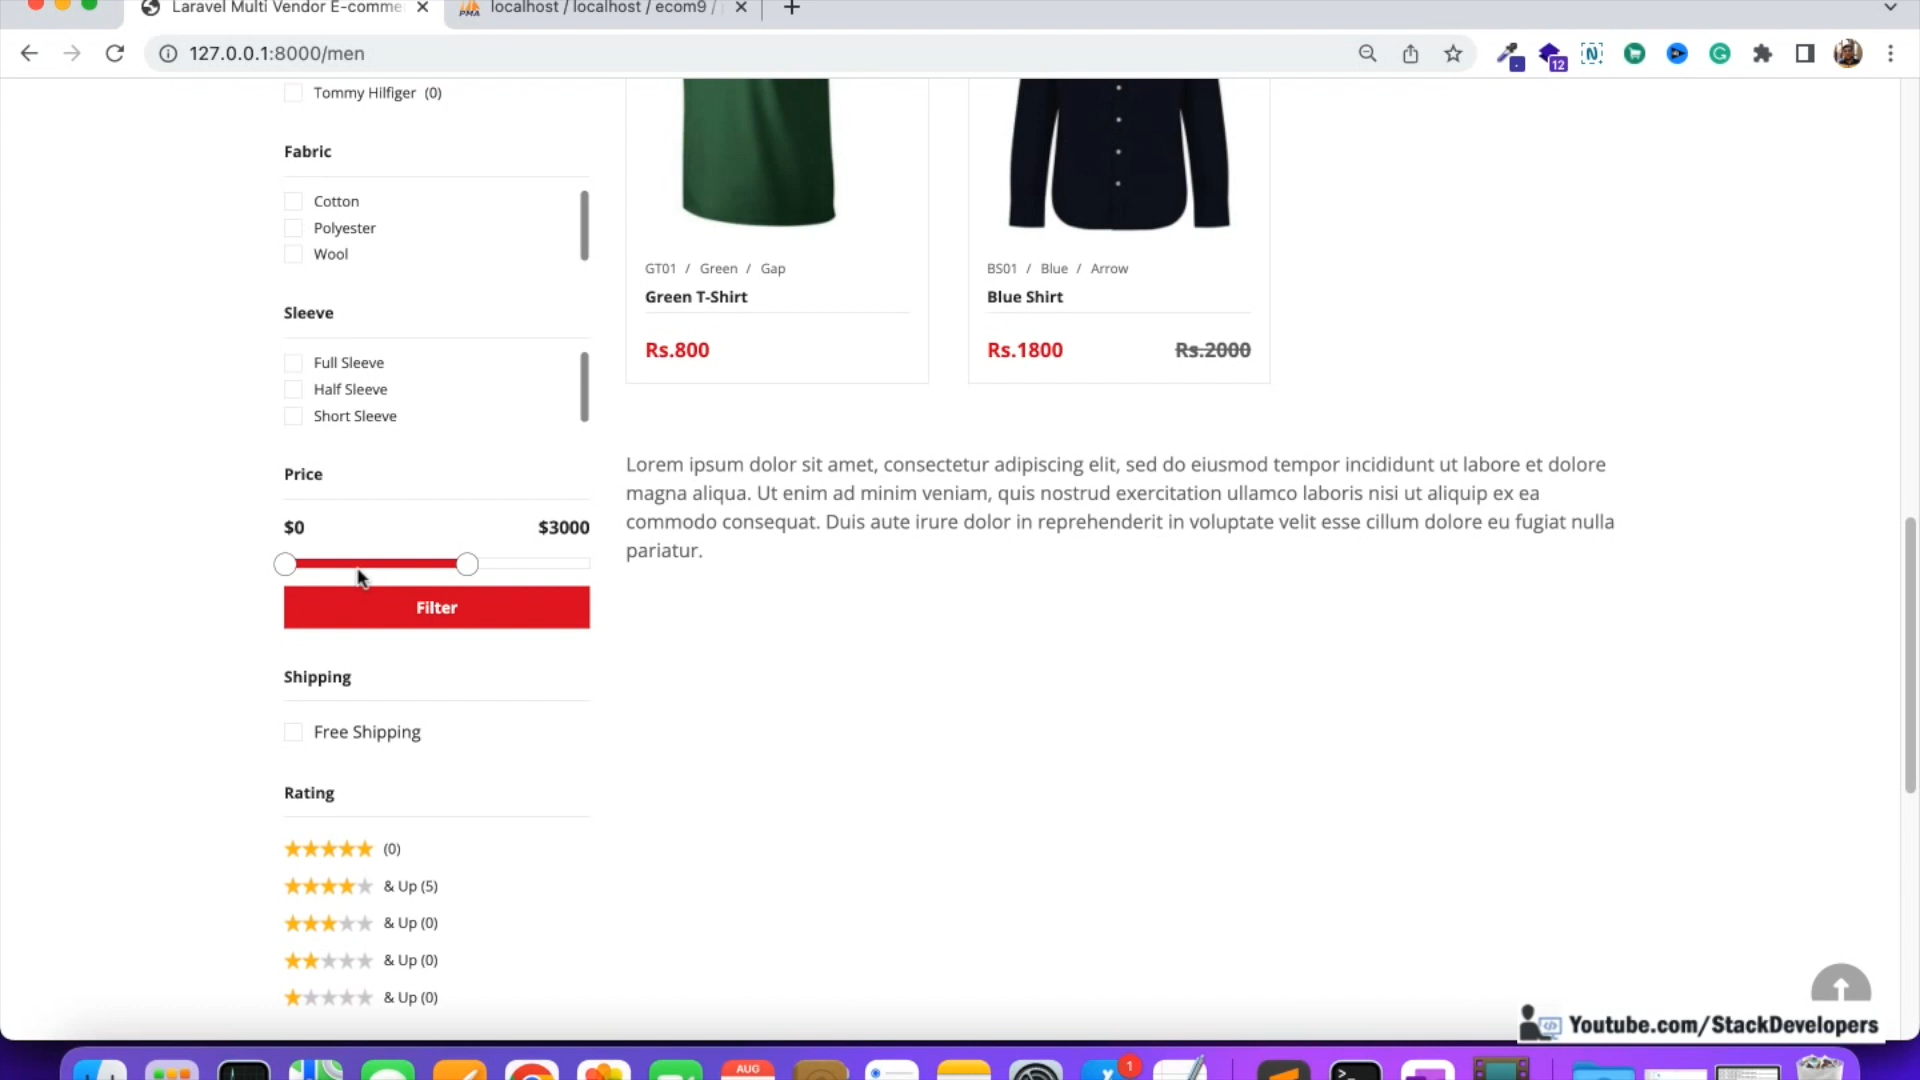 Laravel Multi Vendor E-comme
localhost / localhost / ecom9 /
127.0.0.1:8000/men
12
Tommy Hilfiger (0)
Fabric
Cotton
Polyester
Wool
Sleeve
Full Sleeve
Half Sleeve
Short Sleeve
Price
$0 $3000
Filter
Shipping
Free Shipping
Rating
(0)
& Up (5)
& Up (0)
& Up (0)
& Up (0)
GT01 / Green / Gap
Green T-Shirt
Rs.800
BS01 / Blue / Arrow
Blue Shirt
Rs.1800 Rs.2000
Lorem ipsum dolor sit amet, consectetur adipiscing elit, sed do eiusmod tempor incididunt ut labore et dolore
magna aliqua. Ut enim ad minim veniam, quis nostrud exercitation ullamco laboris nisi ut aliquip ex ea
commodo consequat. Duis aute irure dolor in reprehenderit in voluptate velit esse cillum dolore eu fugiat nulla
pariatur.
Youtube.com/StackDevelopers
AUG
1